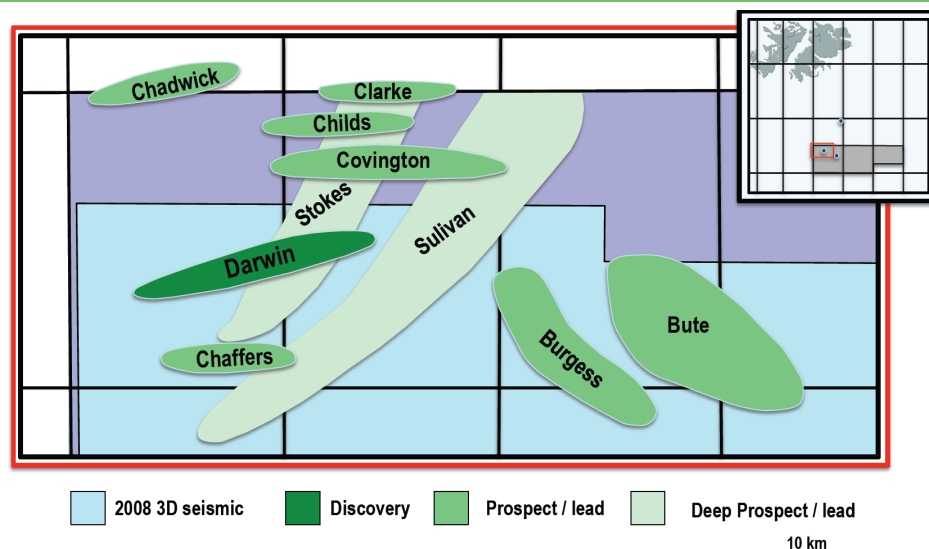 Chadwick
Clarke
Childs
Covington
Stokes
Sulivan
Darwin
Chaffers
Burgess
Bute
2008 3D seismic
Discovery
Prospect / lead
Deep Prospect / lead
10 km